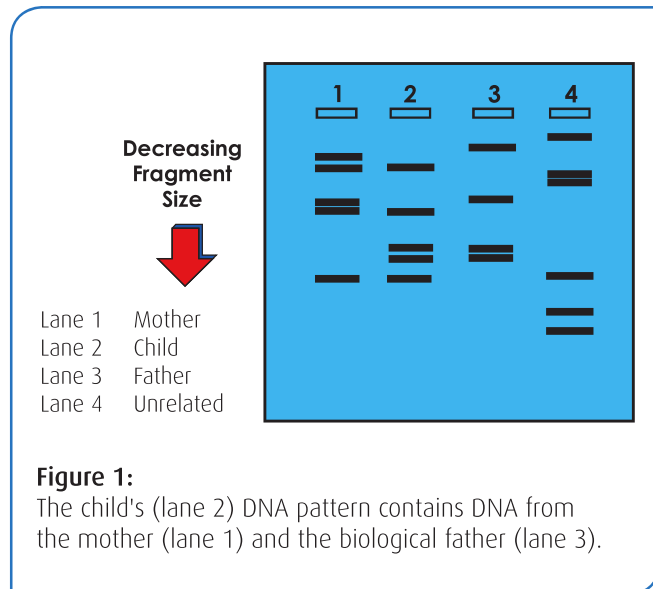 1 2 3 4
Decreasing
Fragment
Size
Lane 1 Mother
Lane 2 Child
Lane 3 Father
Lane 4 Unrelated
Figure 1:
The child's (lane 2) DNA pattern contains DNA from
the mother (lane 1) and the biological father (lane 3).